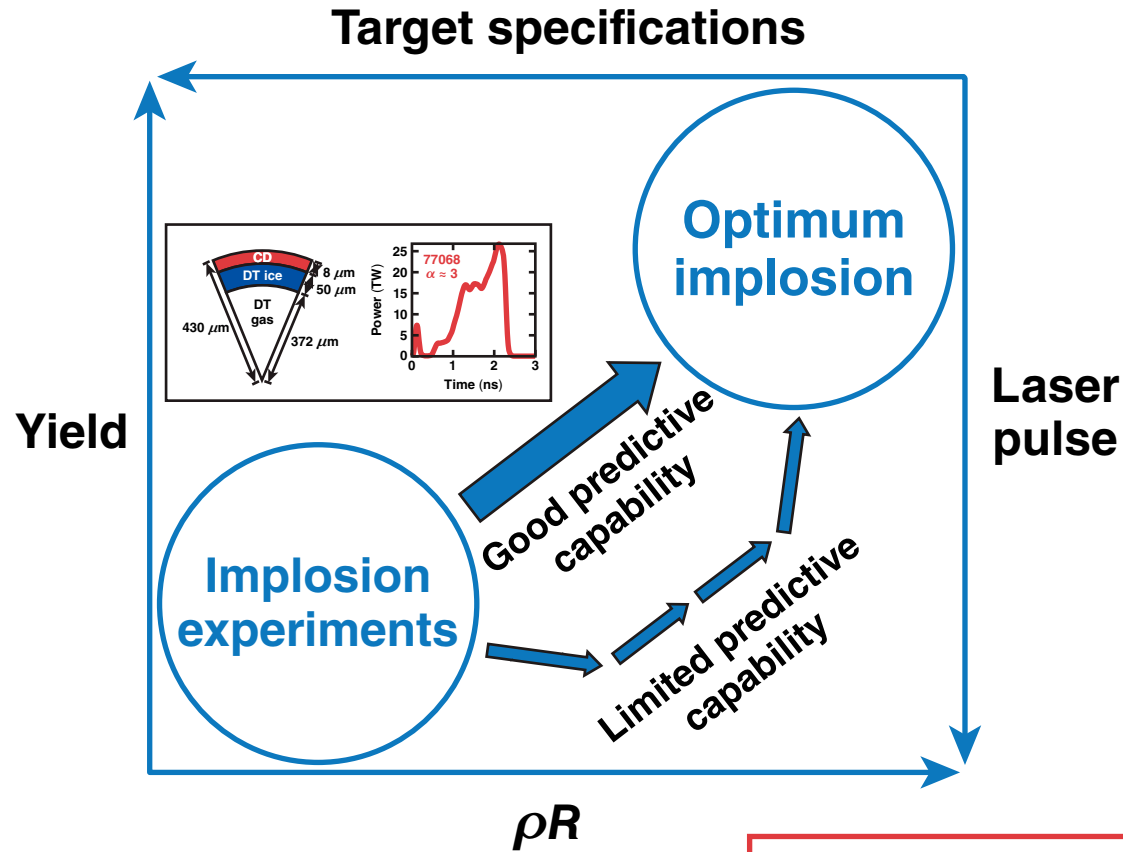 Target specifications
Optimum
implosion
CD
DT ice
DT
gas
8 μm
50 μm
430 μm
372 μm
Power (TW)
25
20
15
10
5
0
77068
α ≈ 3
0 1 2 3
Time (ns)
Yield
Laser
pulse
Good predictive
capability
Implosion
experiments
Limited predictive
capability
ρR